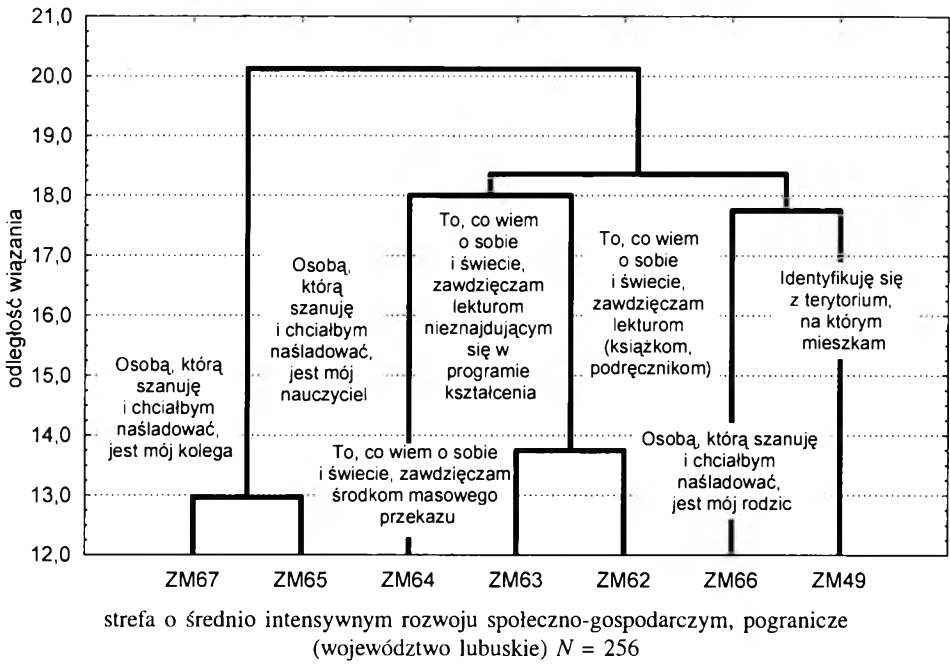 21,0
20,0
19,0
18,0
17,0
16,0
15,0
14,0
13,0
12,0
odległość wiązania
Osobą, którą
szanuję
i chciałbym
naśladować,
jest mój kolega
Osobą,
którą
szanuję
i chciałbym
naśladować,
jest mój
nauczyciel
To, co wiem o sobie
i świecie, zawdzięczam
środkom masowego
przekazu
To, co wiem
o sobie
i świecie,
zawdzięczam
lekturom
nieznajdującym
się w
programie
kształcenia
To, co wiem
o sobie
i świecie,
zawdzięczam
lekturom
(książkom,
podręcznikom)
Osobą, którą szanuję
i chciałbym
naśladować,
jest mój rodzic
Identyfikuję się
z terytorium,
na którym
mieszkam
ZM67 ZM65 ZM64 ZM63 ZM62 ZM66 ZM49
strefa o średnio intensywnym rozwoju społeczno-gospodarczym, pogranicze
(województwo lubuskie) N = 256